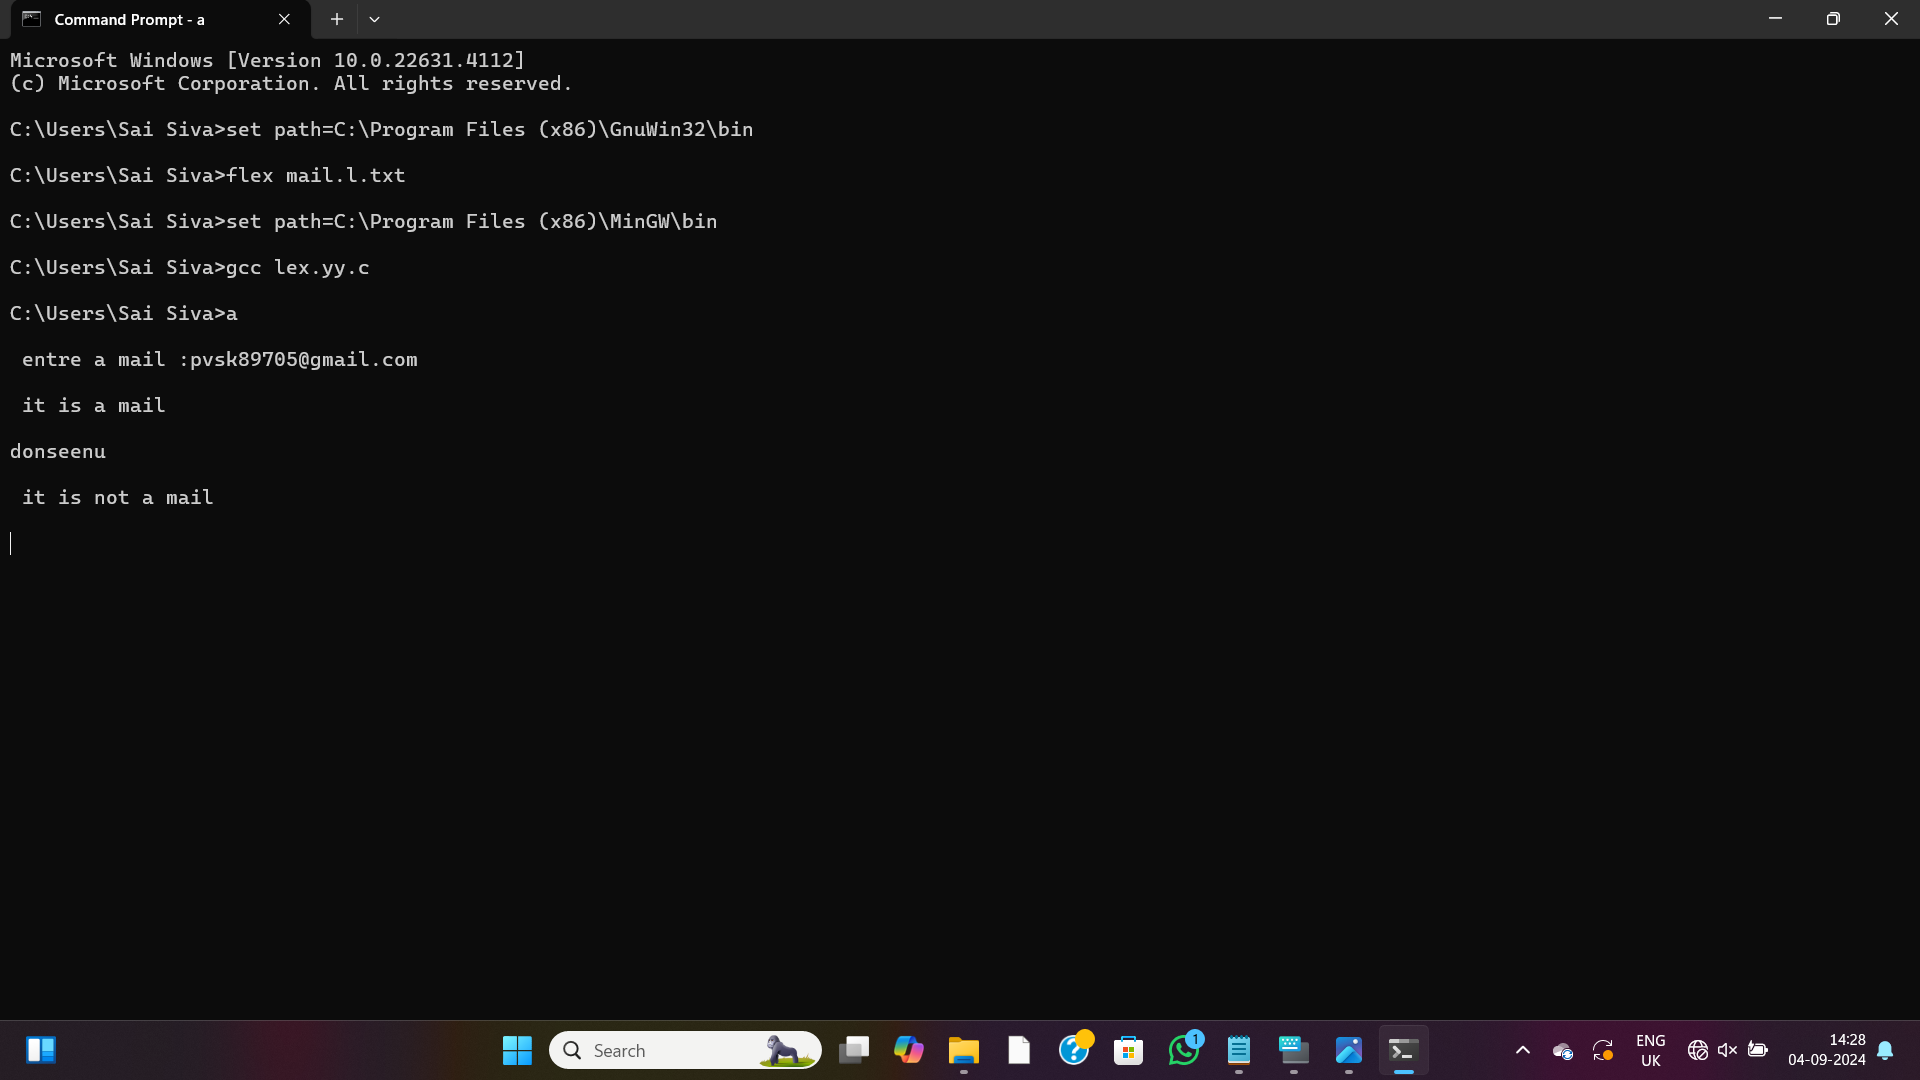 Command Prompt - a
Microsoft Windows [Version 10.0.22631.4112]
(c) Microsoft Corporation. All rights reserved.
C:\Users\Sai Siva>set path=C:\Program Files (x86)\GnuWin32\bin
C:\Users\Sai Siva>flex mail.l.txt
C:\Users\Sai Siva>set path=C:\Program Files (x86)\MinGW\bin
C:\Users\Sai Siva>gcc lex.yy.c
C:\Users\Sai Siva>a
entre a mail :pvsk89705@gmail.com
it is a mail
donseenu
it is not a mail
Search
1
ENG
UK
14:28
04-09-2024